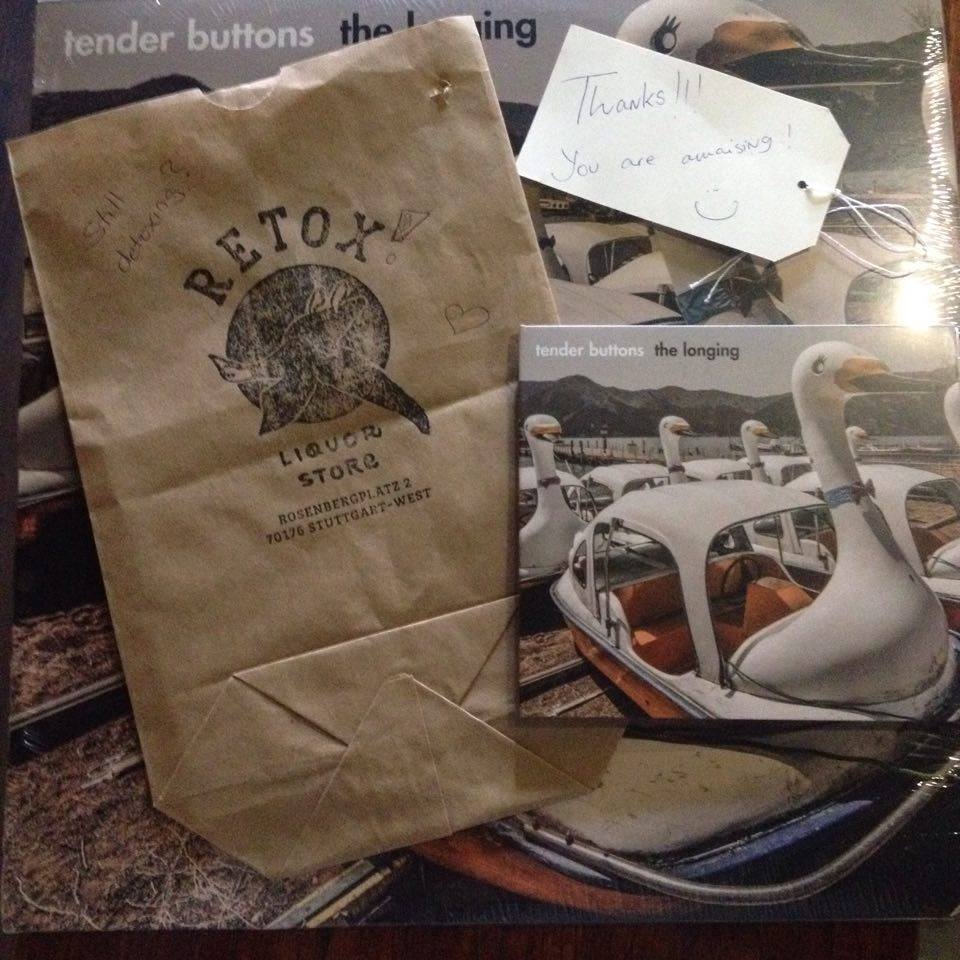 tender buttons the longing
Thanks!!!
You are amaising!
Still
detoxing?
RETOX!
LIQUOR
STORE
ROSENBERGPLATZ 2
70176 STUTTGART-WEST
tender buttons the longing